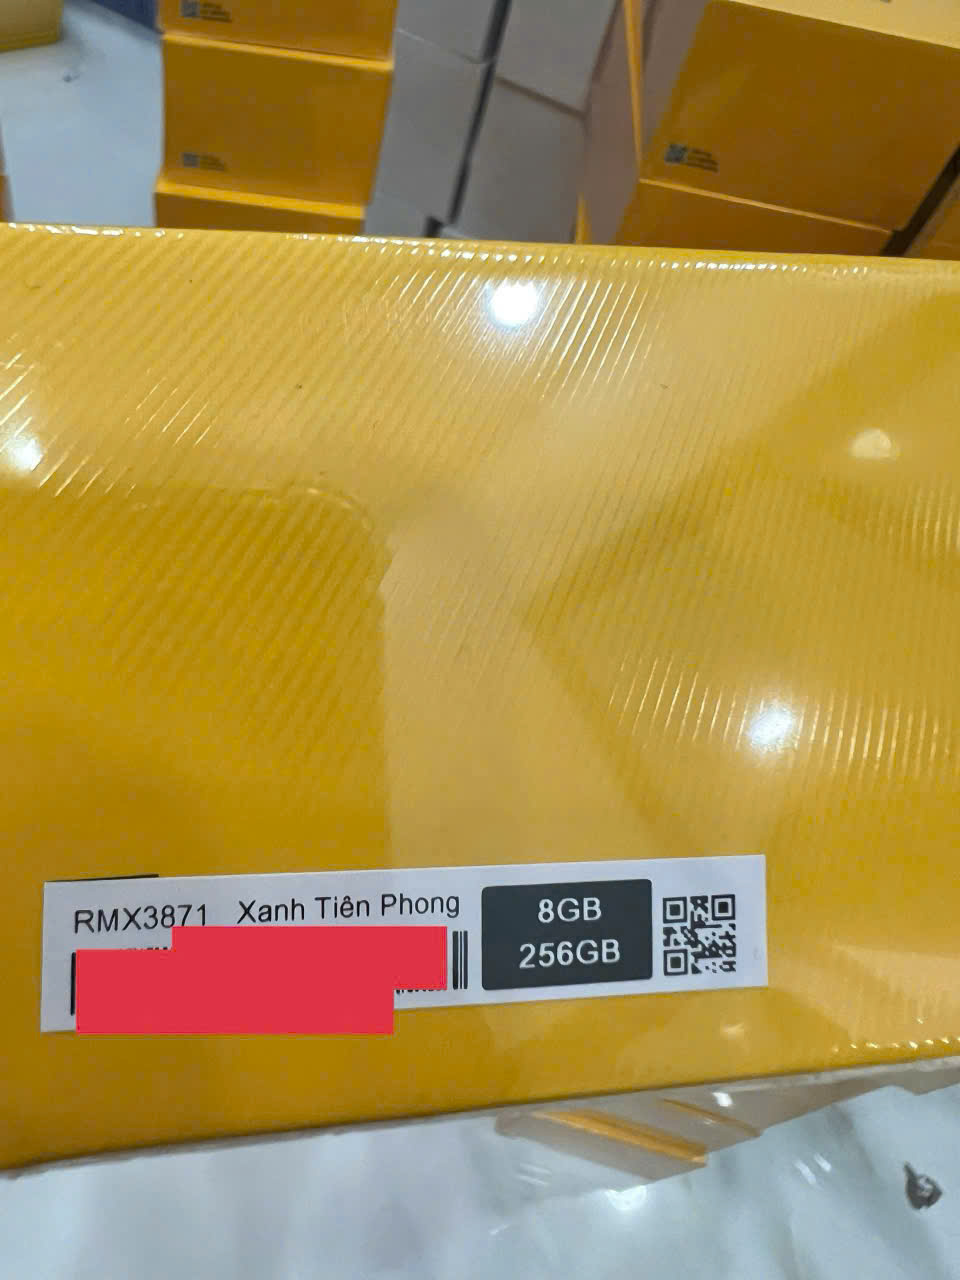 RMX3871 Xanh Tiên Phong
8GB
256GB